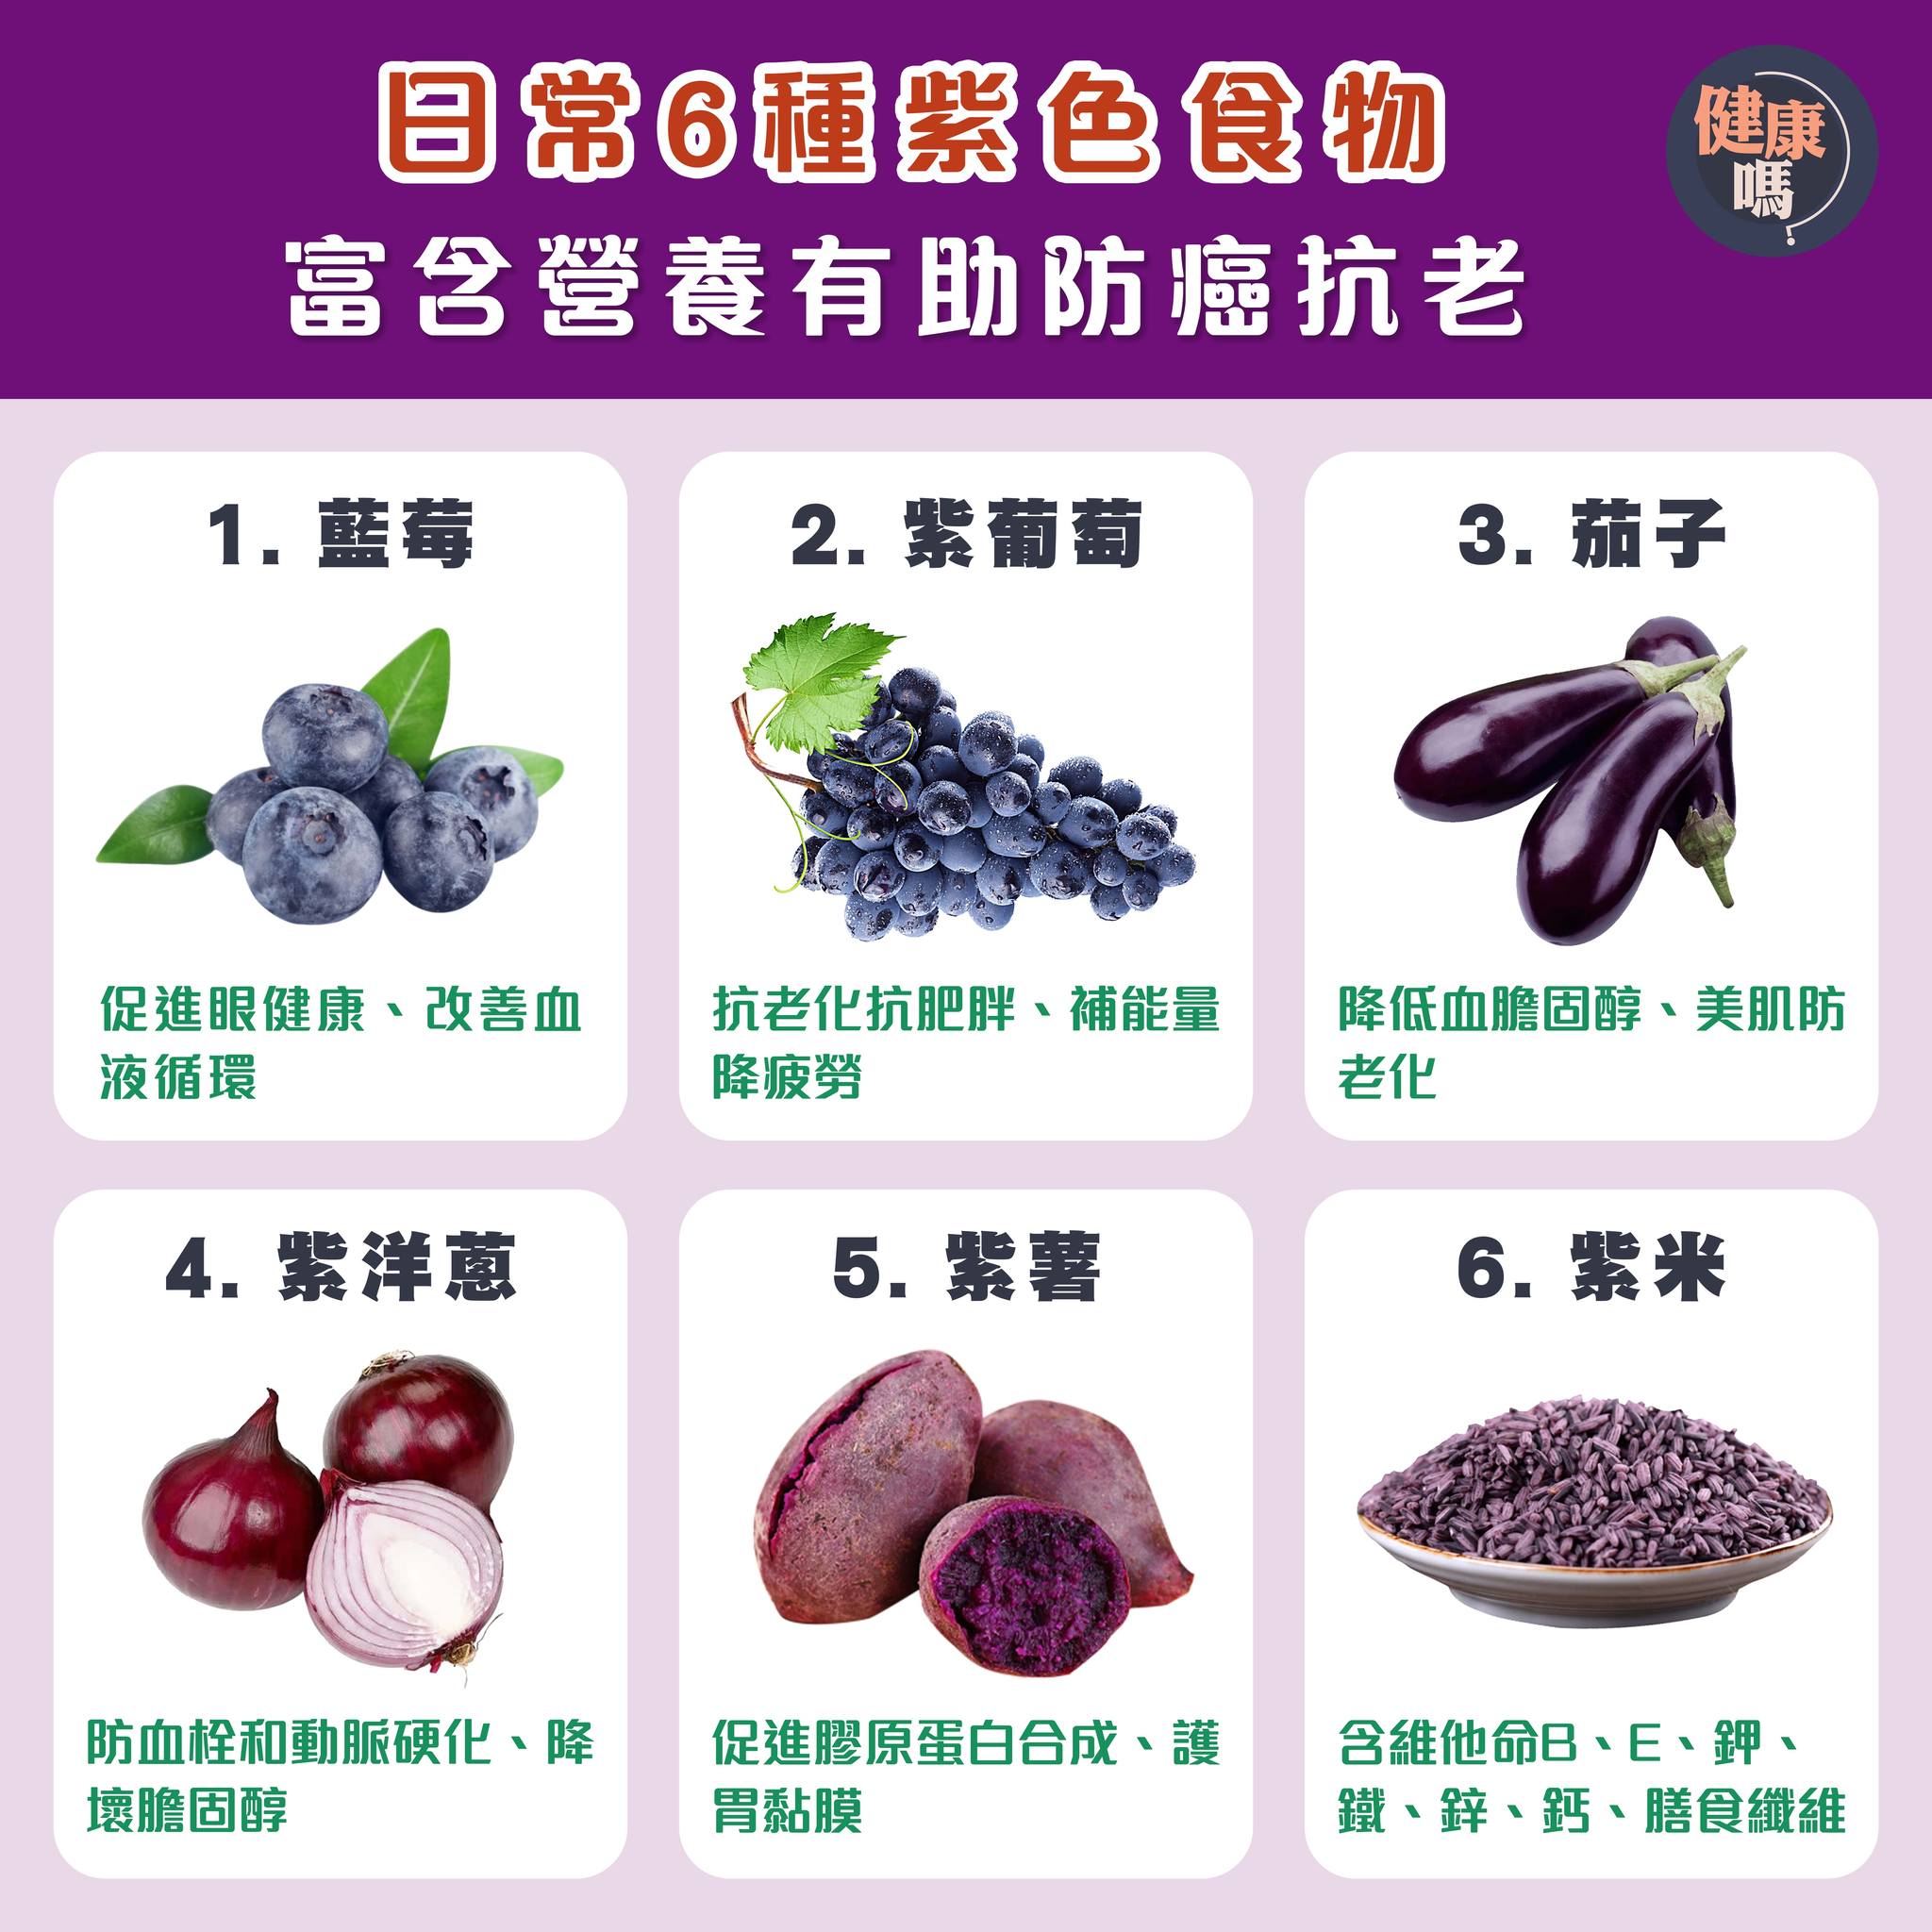 日常6種紫色食物
健康
嗎?
富含營養有助防癌抗老
1. 藍莓
促進眼健康、改善血
液循環
2. 紫葡萄
抗老化抗肥胖、補能量
降疲勞
3. 茄子
降低血膽固醇、美肌防
老化
4. 紫洋蔥
防血栓和動脈硬化、降
壞膽固醇
5. 紫薯
促進膠原蛋白合成、護
胃黏膜
6. 紫米
含維他命B、E、鉀、
鐵、鋅、鈣、膳食纖維